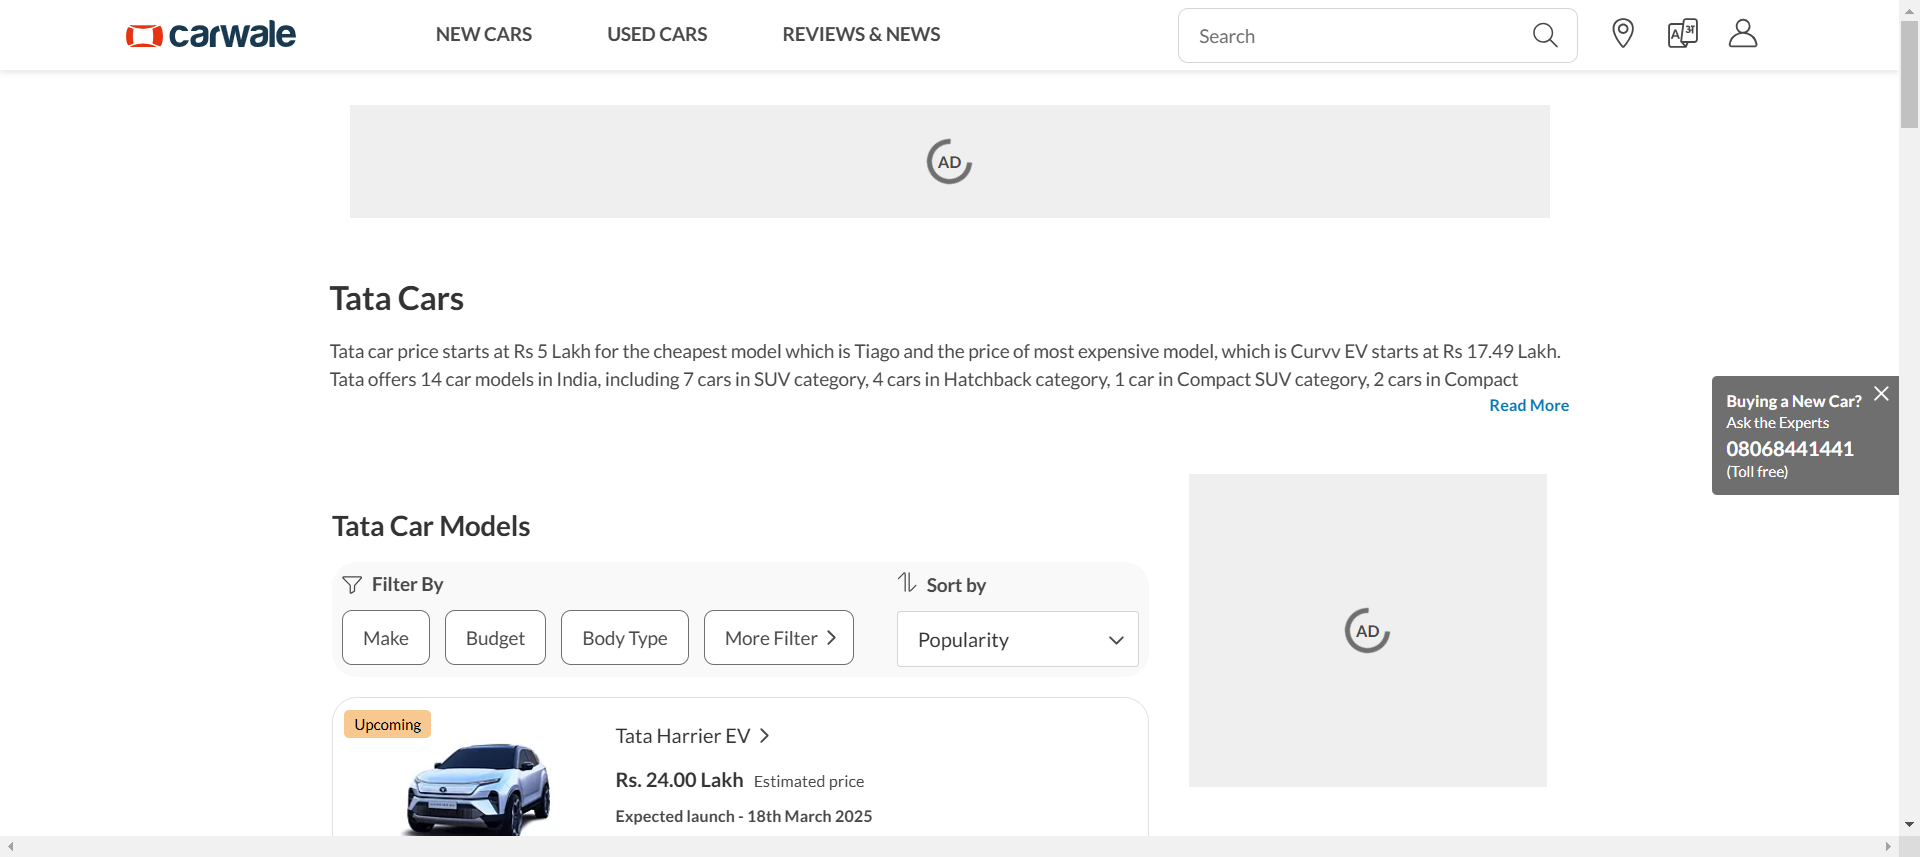 carwale
NEW CARS
USED CARS
REVIEWS & NEWS
Search
A अ
AD
Tata Cars
Tata car price starts at Rs 5 Lakh for the cheapest model which is Tiago and the price of most expensive model, which is Curvv EV starts at Rs 17.49 Lakh.
Tata offers 14 car models in India, including 7 cars in SUV category, 4 cars in Hatchback category, 1 car in Compact SUV category, 2 cars in Compact
Read More
Buying a New Car?
Ask the Experts
08068441441
(Toll free)
Tata Car Models
Filter By
Sort by
Make
Budget
Body Type
More Filter
Popularity
AD
Upcoming
Tata Harrier EV
Rs. 24.00 Lakh Estimated price
Expected launch - 18th March 2025